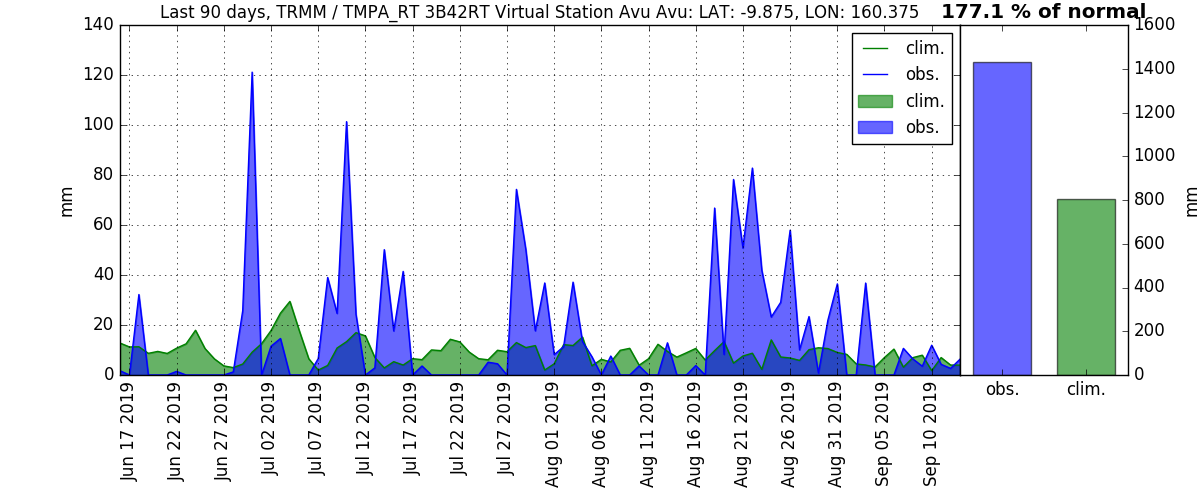 Last 90 days, TRMM / TMPA_RT 3B42RT Virtual Station Avu Avu: LAT: -9.875, LON: 160.375
177.1 % of normal
140
120
100
80
60
40
20
0
mm
clim.
obs.
clim.
obs.
1600
1400
1200
1000
800
600
400
200
0
mm
Jun 17 2019
Jun 22 2019
Jun 27 2019
Jul 02 2019
Jul 07 2019
Jul 12 2019
Jul 17 2019
Jul 22 2019
Jul 27 2019
Aug 01 2019
Aug 06 2019
Aug 11 2019
Aug 16 2019
Aug 21 2019
Aug 26 2019
Aug 31 2019
Sep 05 2019
Sep 10 2019
obs.
clim.